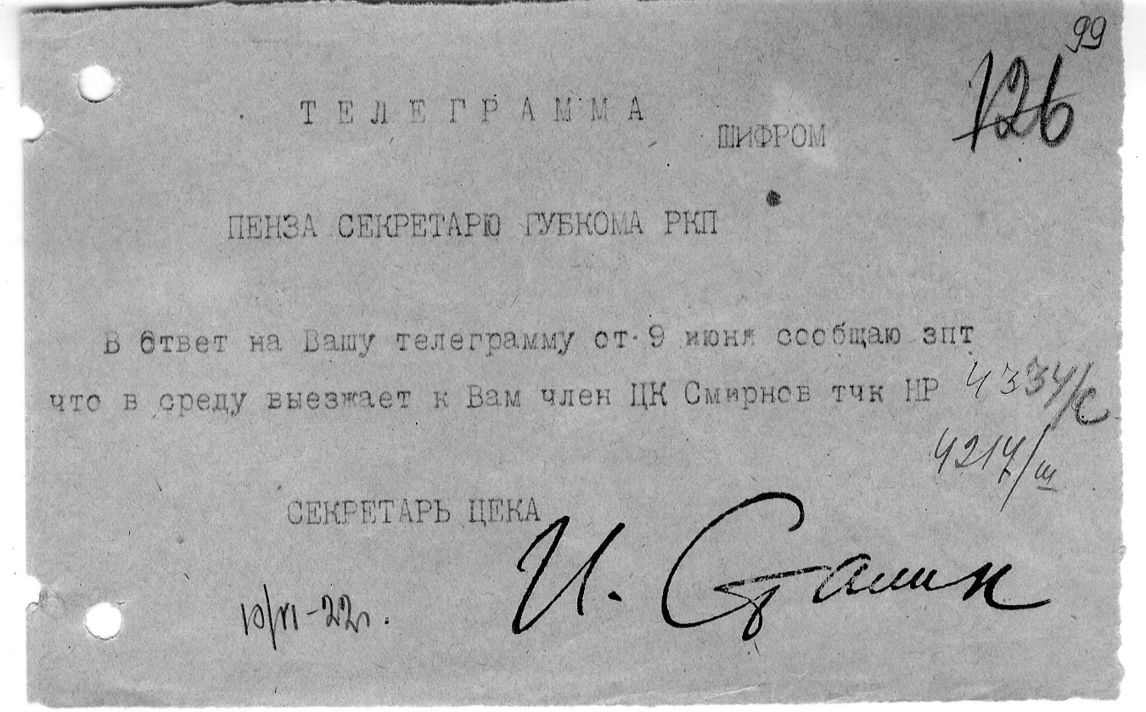 99
126
ТЕЛЕГРАММА
ШИФРОМ
ПЕНЗА СЕКРЕТАРЮ ГУБКОМА РКП
В ответ на Вашу телеграмму от 9 июня сообщаю зпт
что в среду выезжает к Вам член ЦК Смирнов тчк НР 4334/с
4217/ш
СЕКРЕТАРЬ ЦЕКА
И. Сталин
10/VI-22г.